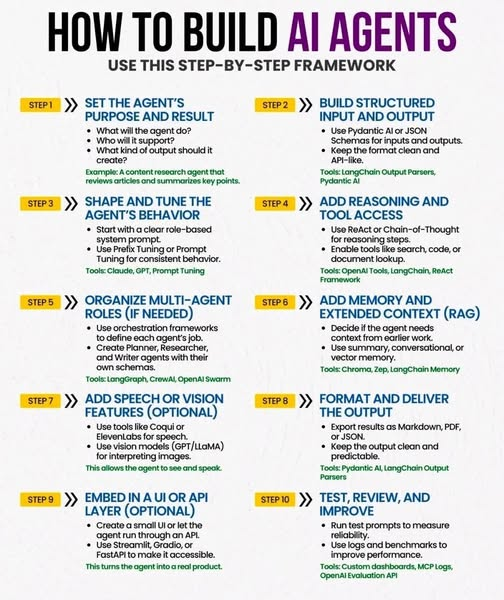 HOW TO BUILD AI AGENTS
USE THIS STEP-BY-STEP FRAMEWORK
STEP 1
SET THE AGENT'S
PURPOSE AND RESULT
• What will the agent do?
• Who will it support?
• What kind of output should it
create?
Example: A content research agent that
reviews articles and summarizes key points.
STEP 2
BUILD STRUCTURED
INPUT AND OUTPUT
• Use Pydantic AI or JSON
Schemas for inputs and outputs.
• Keep the format clean and
API-like.
Tools: LangChain Output Parsers,
Pydantic AI
STEP 3
SHAPE AND TUNE THE
AGENT'S BEHAVIOR
• Start with a clear role-based
system prompt.
• Use Prefix Tuning or Prompt
Tuning for consistent behavior.
Tools: Claude, GPT, Prompt Tuning
STEP 4
ADD REASONING AND
TOOL ACCESS
• Use ReAct or Chain-of-Thought
for reasoning steps.
• Enable tools like search, code, or
document lookup.
Tools: OpenAI Tools, LangChain, ReAct
Framework
STEP 5
ORGANIZE MULTI-AGENT
ROLES (IF NEEDED)
• Use orchestration frameworks
to define each agent's job.
• Create Planner, Researcher,
and Writer agents with their
own schemas.
Tools: LangGraph, CrewAI, OpenAI Swarm
STEP 6
ADD MEMORY AND
EXTENDED CONTEXT (RAG)
• Decide if the agent needs
context from earlier work.
• Use summary, conversational, or
vector memory.
Tools: Chroma, Zep, LangChain Memory
STEP 7
ADD SPEECH OR VISION
FEATURES (OPTIONAL)
• Use tools like Coqui or
ElevenLabs for speech.
• Use vision models (GPT/LLaMA)
for interpreting images.
This allows the agent to see and speak.
STEP 8
FORMAT AND DELIVER
THE OUTPUT
• Export results as Markdown, PDF,
or JSON.
• Keep the output clean and
predictable.
Tools: Pydantic AI, LangChain Output
Parsers
STEP 9
EMBED IN A UI OR API
LAYER (OPTIONAL)
• Create a small UI or let the
agent run through an API.
• Use Streamlit, Gradio, or
FastAPI to make it accessible.
This turns the agent into a real product.
STEP 10
TEST, REVIEW, AND
IMPROVE
• Run test prompts to measure
reliability.
• Use logs and benchmarks to
improve performance.
Tools: Custom dashboards, MCP Logs,
OpenAI Evaluation API